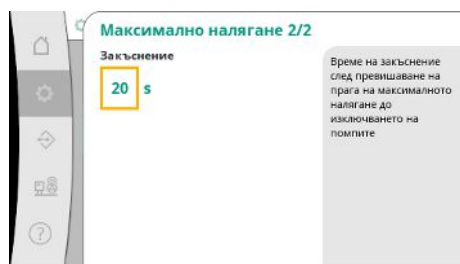 Максимално налягане 2/2
Закъснение
20 s
Време на закъснение
след превишаване на
прага на максималното
налягане до
изключването на
помпите